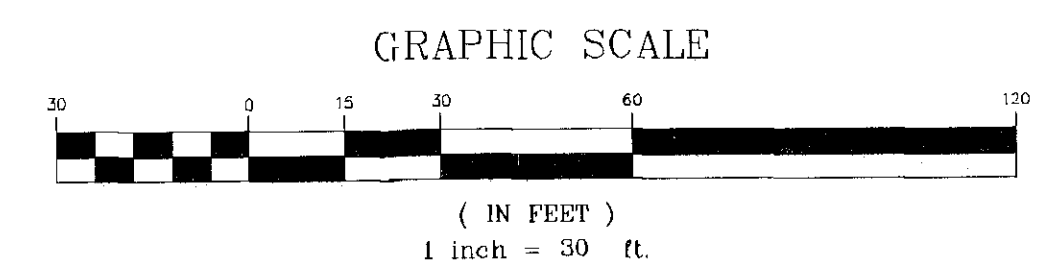 GRAPHIC SCALE
30 0 15 30 60 120
( IN FEET )
1 inch = 30 ft.